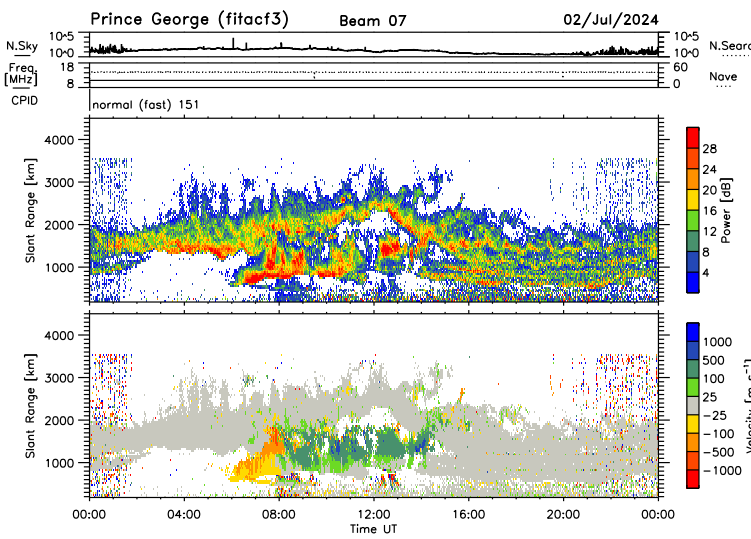 Prince George (fitacf3) Beam 07 02/Jul/2024
N.Sky 10^5 10^0 10^5 10^0 N.Searc
Freq [MHz] 18 8 60 0 Nave
CPID normal (fast) 151
Slant Range [km] 4000 3000 2000 1000
28 24 20 16 12 8 4 Power [dB]
Slant Range [km] 4000 3000 2000 1000
1000 500 100 25 -25 -100 -500 -1000
00:00 04:00 08:00 12:00 16:00 20:00 00:00
Time UT